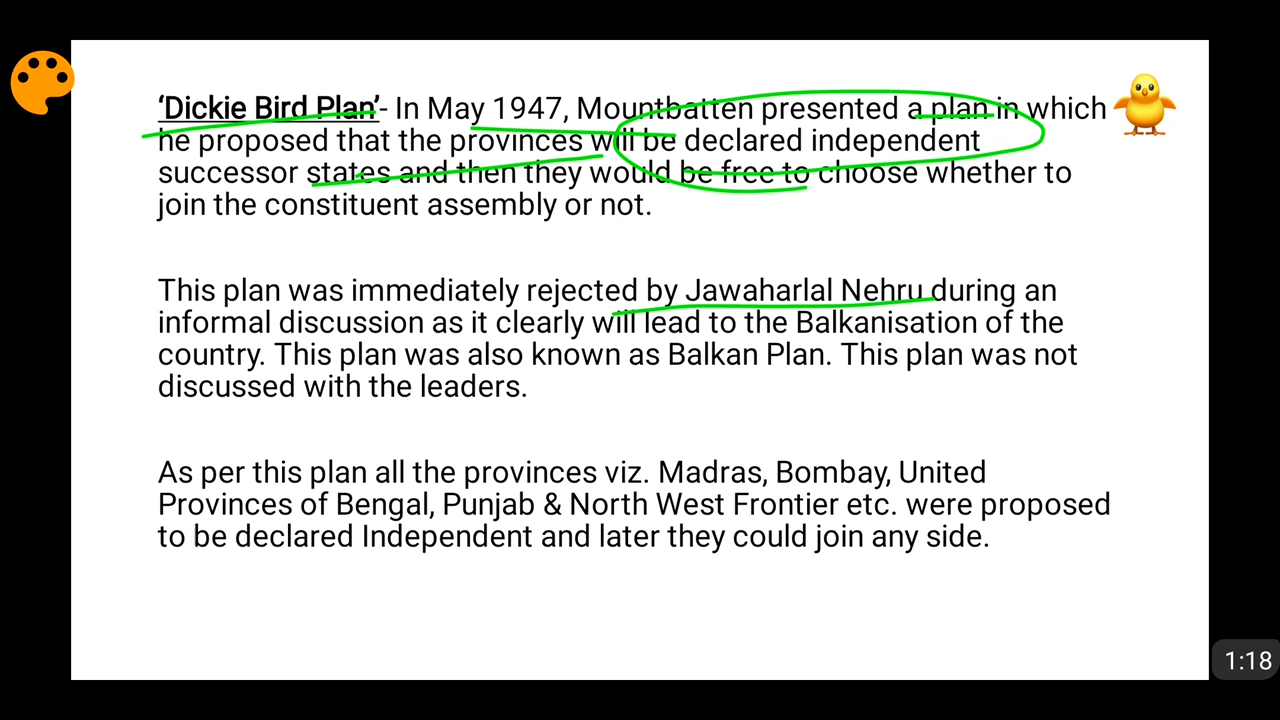 ‘Dickie Bird Plan’- In May 1947, Mountbatten presented a plan in which
he proposed that the provinces will be declared independent
successor states and then they would be free to choose whether to
join the constituent assembly or not.
This plan was immediately rejected by Jawaharlal Nehru during an
informal discussion as it clearly will lead to the Balkanisation of the
country. This plan was also known as Balkan Plan. This plan was not
discussed with the leaders.
As per this plan all the provinces viz. Madras, Bombay, United
Provinces of Bengal, Punjab & North West Frontier etc. were proposed
to be declared Independent and later they could join any side.
1:18